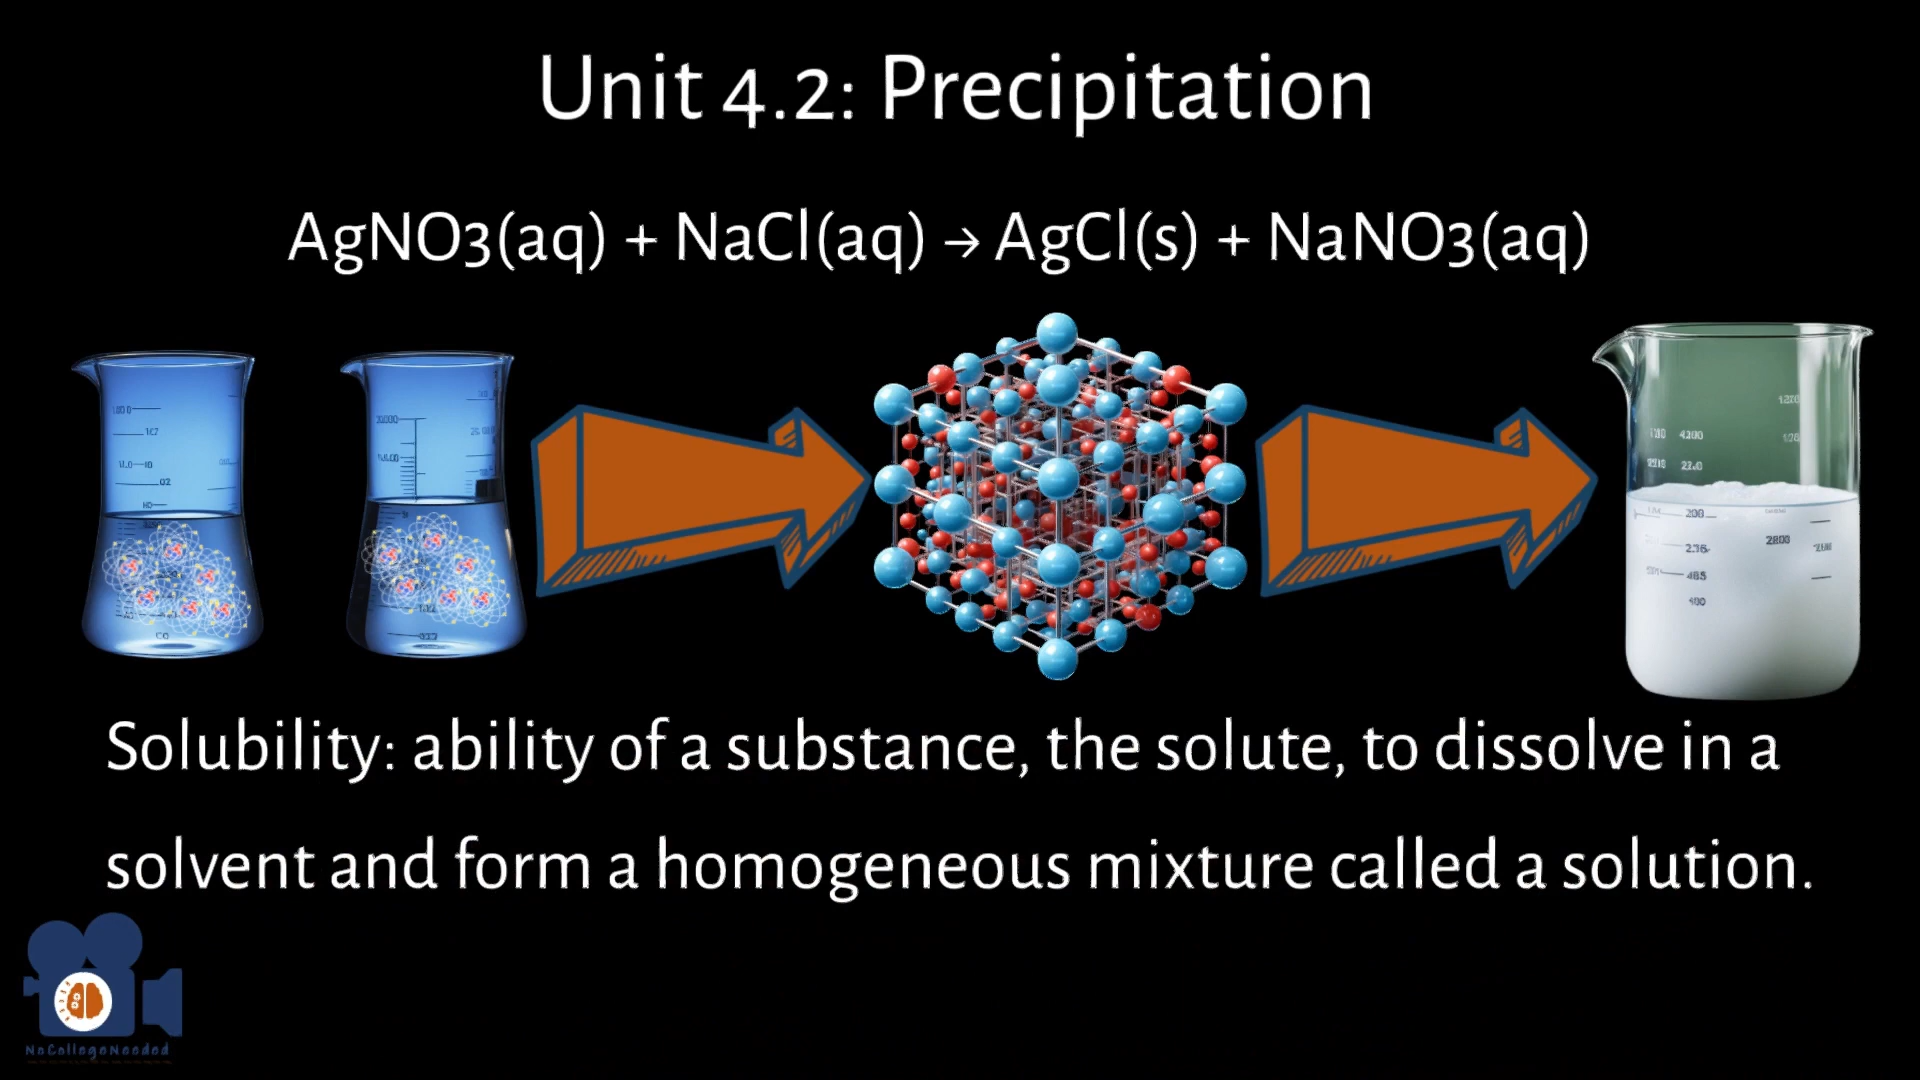 Unit 4.2: Precipitation
AgNO3(aq) + NaCl(aq) → AgCl(s) + NaNO3(aq)
Solubility: ability of a substance, the solute, to dissolve in a
solvent and form a homogeneous mixture called a solution.
NoCollegeNeeded